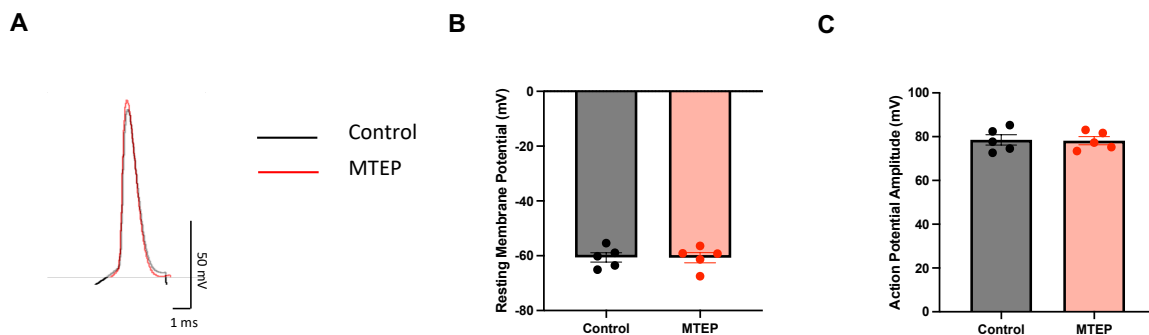 A
Control
MTEP
50 mV
1 ms
B
Resting Membrane Potential (mV)
0
-20
-40
-60
-80
Control
MTEP
C
Action Potential Amplitude (mV)
100
80
60
40
20
0
Control
MTEP